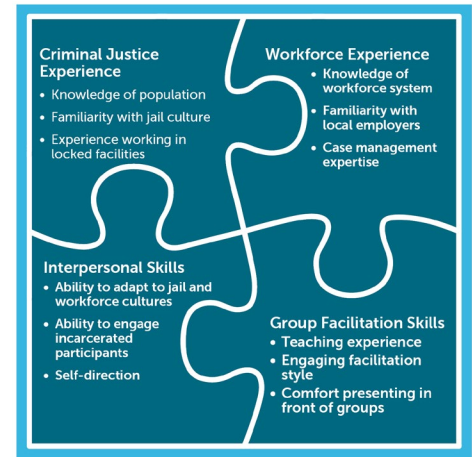 Criminal Justice
Experience
• Knowledge of population
• Familiarity with jail culture
• Experience working in
locked facilities
Workforce Experience
• Knowledge of
workforce system
• Familiarity with
local employers
• Case management
expertise
Interpersonal Skills
• Ability to adapt to jail and
workforce cultures
• Ability to engage
incarcerated
participants
• Self-direction
Group Facilitation Skills
• Teaching experience
• Engaging facilitation
style
• Comfort presenting in
front of groups